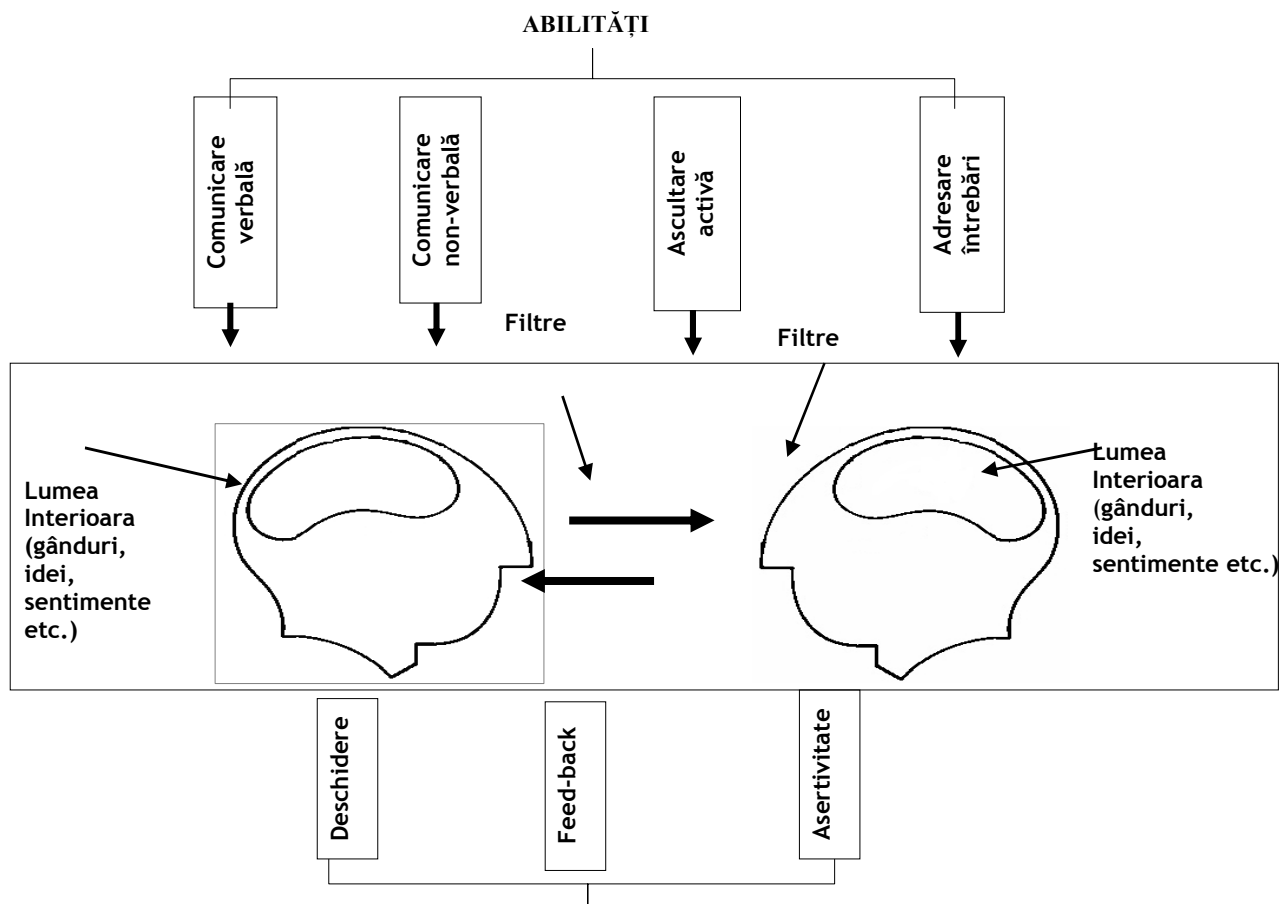 ABILITĂȚI
Comunicare
verbală
Comunicare
non-verbală
Ascultare
activă
Adresare
întrebări
Filtre
Filtre
Lumea
Interioara
(gânduri,
idei,
sentimente
etc.)
Lumea
Interioara
(gânduri,
idei,
sentimente etc.)
Deschidere
Feed-back
Asertivitate